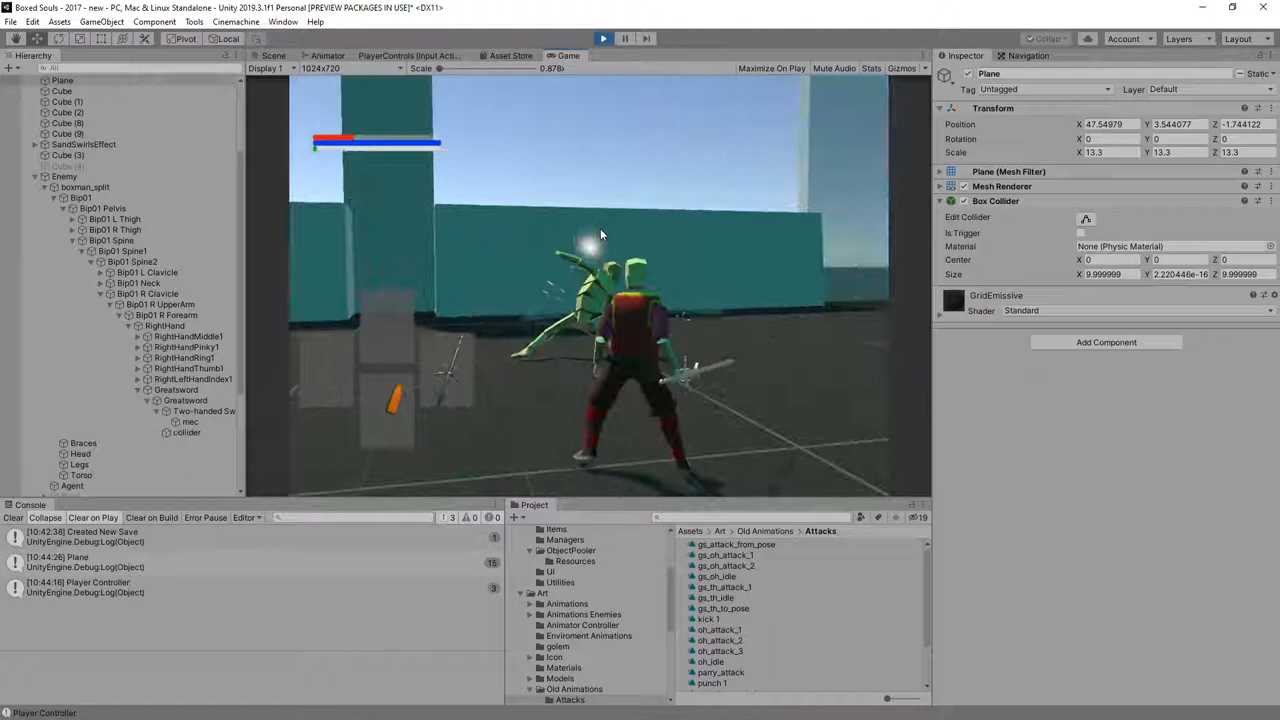 Boxed Souls - 2017 - new - PC, Mac & Linux Standalone - Unity 2019.3.1f1 Personal [PREVIEW PACKAGES IN USE]* <DX11>
File Edit Assets GameObject Component Tools Cinemachine Window Help
Pivot Local
Collab Account Layers Layout
Hierarchy
All
Plane
Cube
Cube (1)
Cube (2)
Cube (8)
Cube (9)
SandSwirlsEffect
Cube (3)
Cube (4)
Enemy
boxman_split
Bip01
Bip01 Pelvis
Bip01 L Thigh
Bip01 R Thigh
Bip01 Spine
Bip01 Spine1
Bip01 Spine2
Bip01 L Clavicle
Bip01 Neck
Bip01 R Clavicle
Bip01 R UpperArm
Bip01 R Forearm
RightHand
RightHandMiddle1
RightHandPinky1
RightHandRing1
RightHandThumb1
RightLeftHandIndex1
Greatsword
Greatsword
Two-handed Sw
mec
collider
Braces
Head
Legs
Torso
Agent
Scene Animator PlayerControls (Input Acti... Asset Store Game
Display 1 1024x720 Scale 0.878x Maximize On Play Mute Audio Stats Gizmos
Inspector Navigation
Plane Static
Tag Untagged Layer Default
Transform
Position X 47.54979 Y 3.544077 Z -1.744122
Rotation X 0 Y 0 Z 0
Scale X 13.3 Y 13.3 Z 13.3
Plane (Mesh Filter)
Mesh Renderer
Box Collider
Edit Collider
Is Trigger
Material None (Physic Material)
Center X 0 Y 0 Z 0
Size X 9.999999 Y 2.220446e-16 Z 9.999999
GridEmissive
Shader Standard
Add Component
Console
Clear Collapse Clear on Play Clear on Build Error Pause Editor 3 0 0
[10:42:38] Created New Save
UnityEngine.Debug:Log(Object)
1
[10:44:26] Plane
UnityEngine.Debug:Log(Object)
15
[10:44:16] Player Controller
UnityEngine.Debug:Log(Object)
3
Project
19
Items
Managers
ObjectPooler
Resources
UI
Utilities
Art
Animations
Animations Enemies
Animator Controller
Enviroment Animations
golem
Icon
Materials
Models
Old Animations
Attacks
Assets Art Old Animations Attacks
gs_attack_from_pose
gs_oh_attack_1
gs_oh_attack_2
gs_oh_idle
gs_th_attack_1
gs_th_idle
gs_th_to_pose
kick 1
oh_attack_1
oh_attack_2
oh_attack_3
oh_idle
parry_attack
punch 1
Player Controller